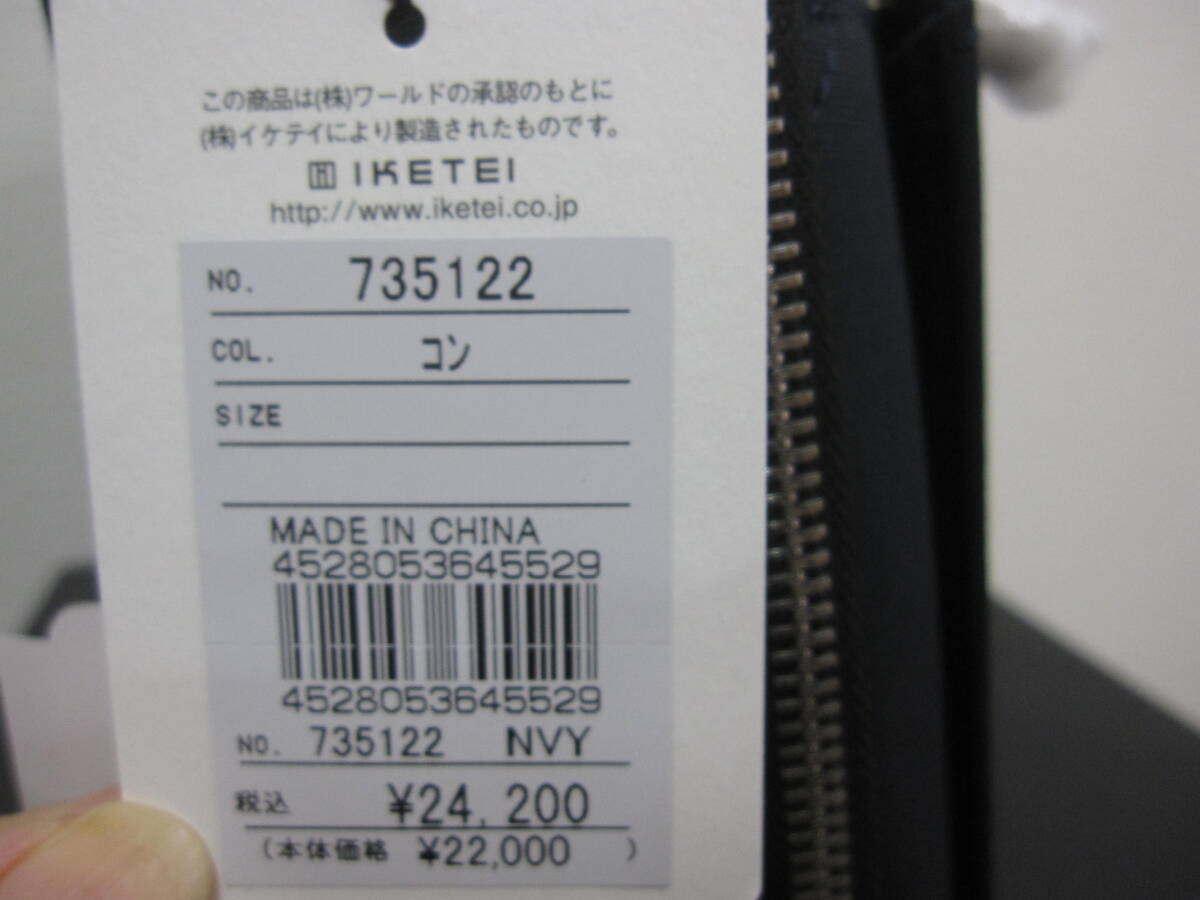 この商品は(株)ワールドの承認のもとに
(株)イケテイにより製造されたものです。
IKETEI
http://www.iketei.co.jp
NO. 735122
COL. コン
SIZE
MADE IN CHINA
4528053645529
4528053645529
NO. 735122 NVY
税込 ¥24,200
(本体価格 ¥22,000 )